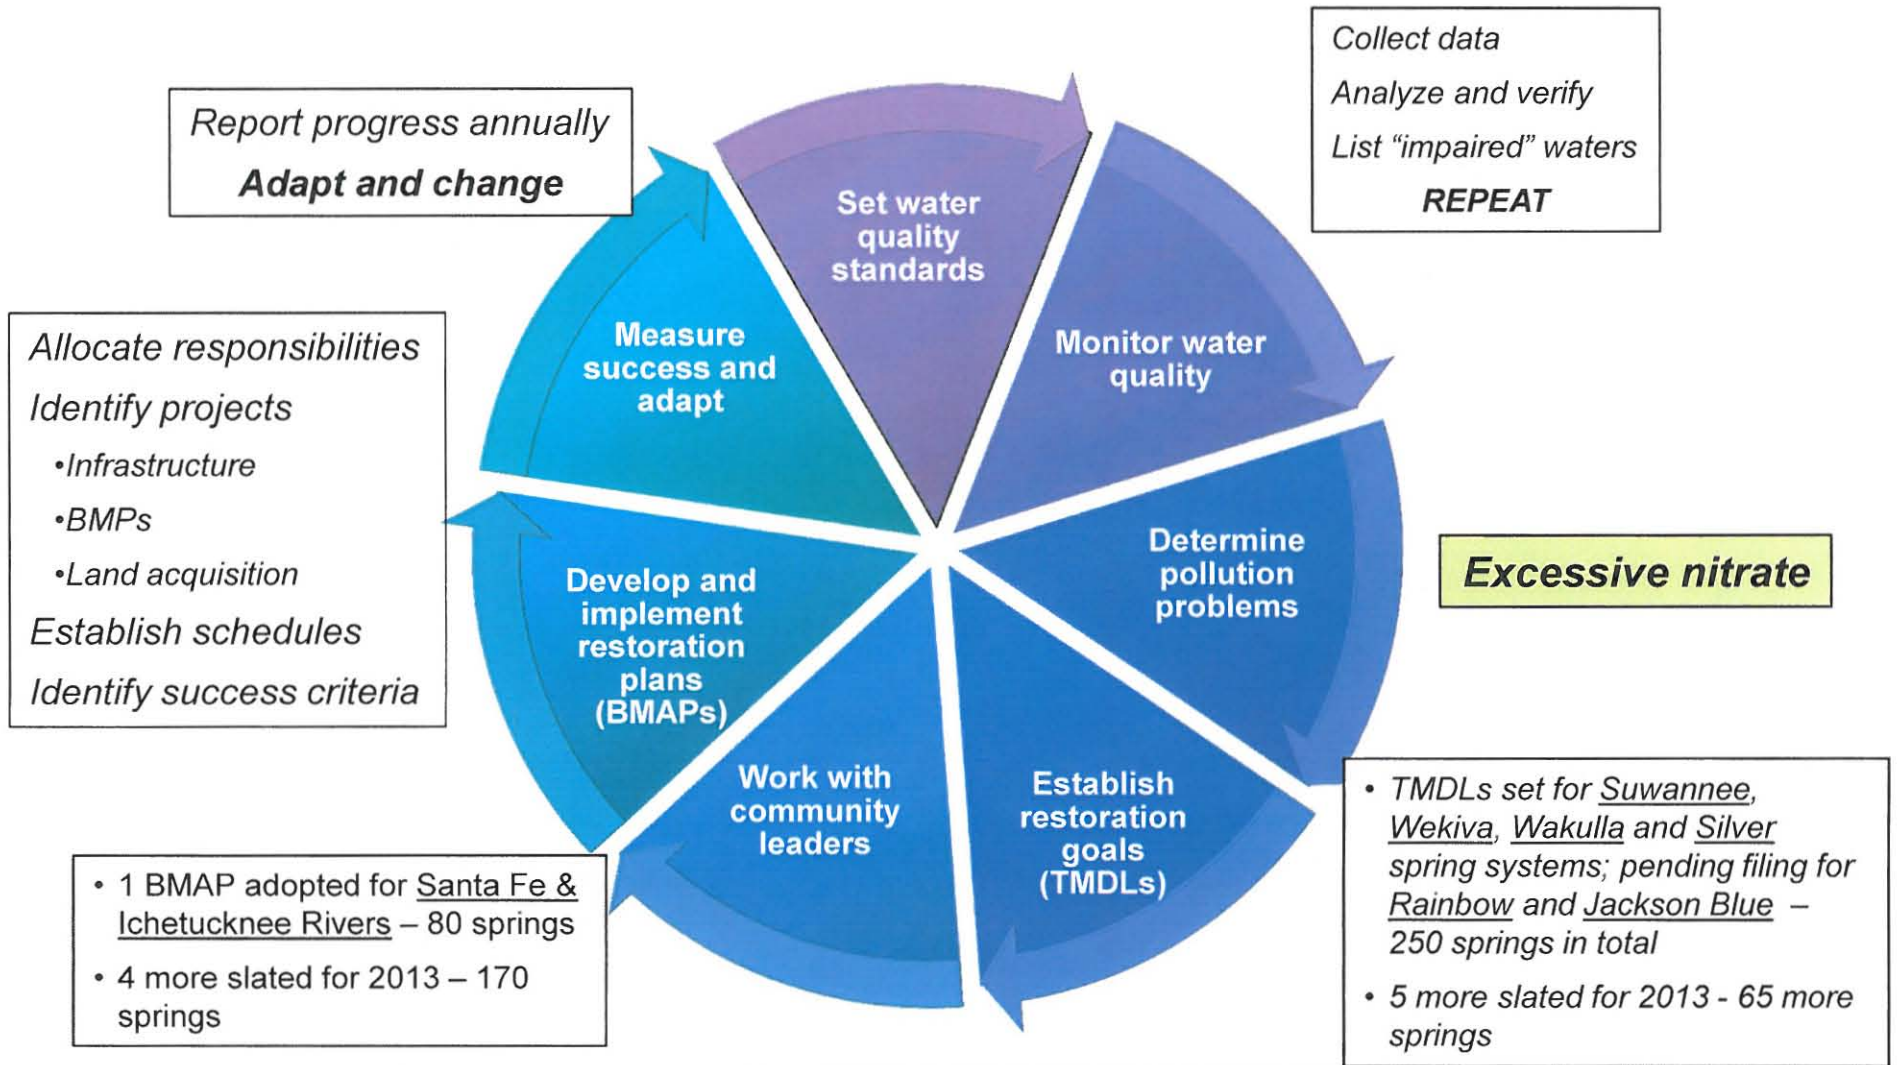 Collect data
Analyze and verify
List “impaired” waters
REPEAT
Report progress annually
Adapt and change
Set water
quality
standards
Monitor water
quality
Measure
success and
adapt
Allocate responsibilities
Identify projects
•Infrastructure
•BMPs
•Land acquisition
Establish schedules
Identify success criteria
Determine
pollution
problems
Excessive nitrate
Develop and
implement
restoration
plans
(BMAPs)
Work with
community
leaders
Establish
restoration
goals
(TMDLs)
• TMDLs set for Suwannee,
Wekiva, Wakulla and Silver
spring systems; pending filing for
Rainbow and Jackson Blue –
250 springs in total
• 5 more slated for 2013 - 65 more
springs
• 1 BMAP adopted for Santa Fe &
Ichetucknee Rivers – 80 springs
• 4 more slated for 2013 – 170
springs